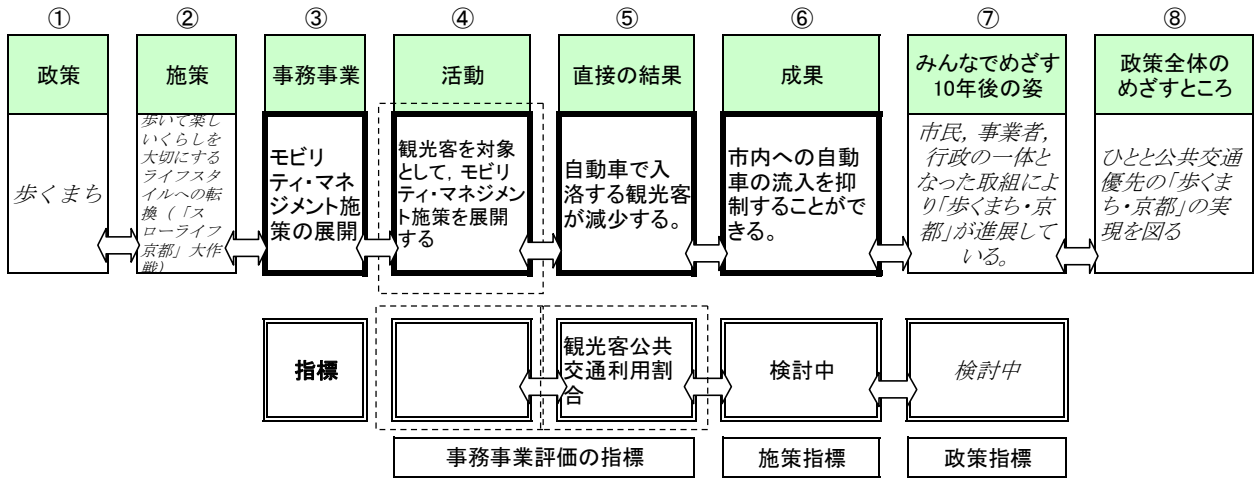 ① ② ③ ④ ⑤ ⑥ ⑦ ⑧
政策
施策
事務事業
活動
直接の結果
成果
みんなでめざす
10年後の姿
政策全体の
めざすところ
歩くまち
歩いて楽し
いくらしを
大切にする
ライフスタ
イルへの転
換（「ス
ローライフ
京都」大作
戦）
モビリ
ティ・マネ
ジメント施
策の展開
観光客を対象
として，モビリ
ティ・マネジメン
ト施策を展開
する
自動車で入
洛する観光客
が減少する。
市内への自動
車の流入を抑
制することがで
きる。
市民，事業者，
行政の一体と
なった取組によ
り「歩くまち・京
都」が進展して
いる。
ひとと公共交通
優先の「歩くま
ち・京都」の実
現を図る
指標
観光客公共
交通利用割
合
検討中
検討中
事務事業評価の指標
施策指標
政策指標